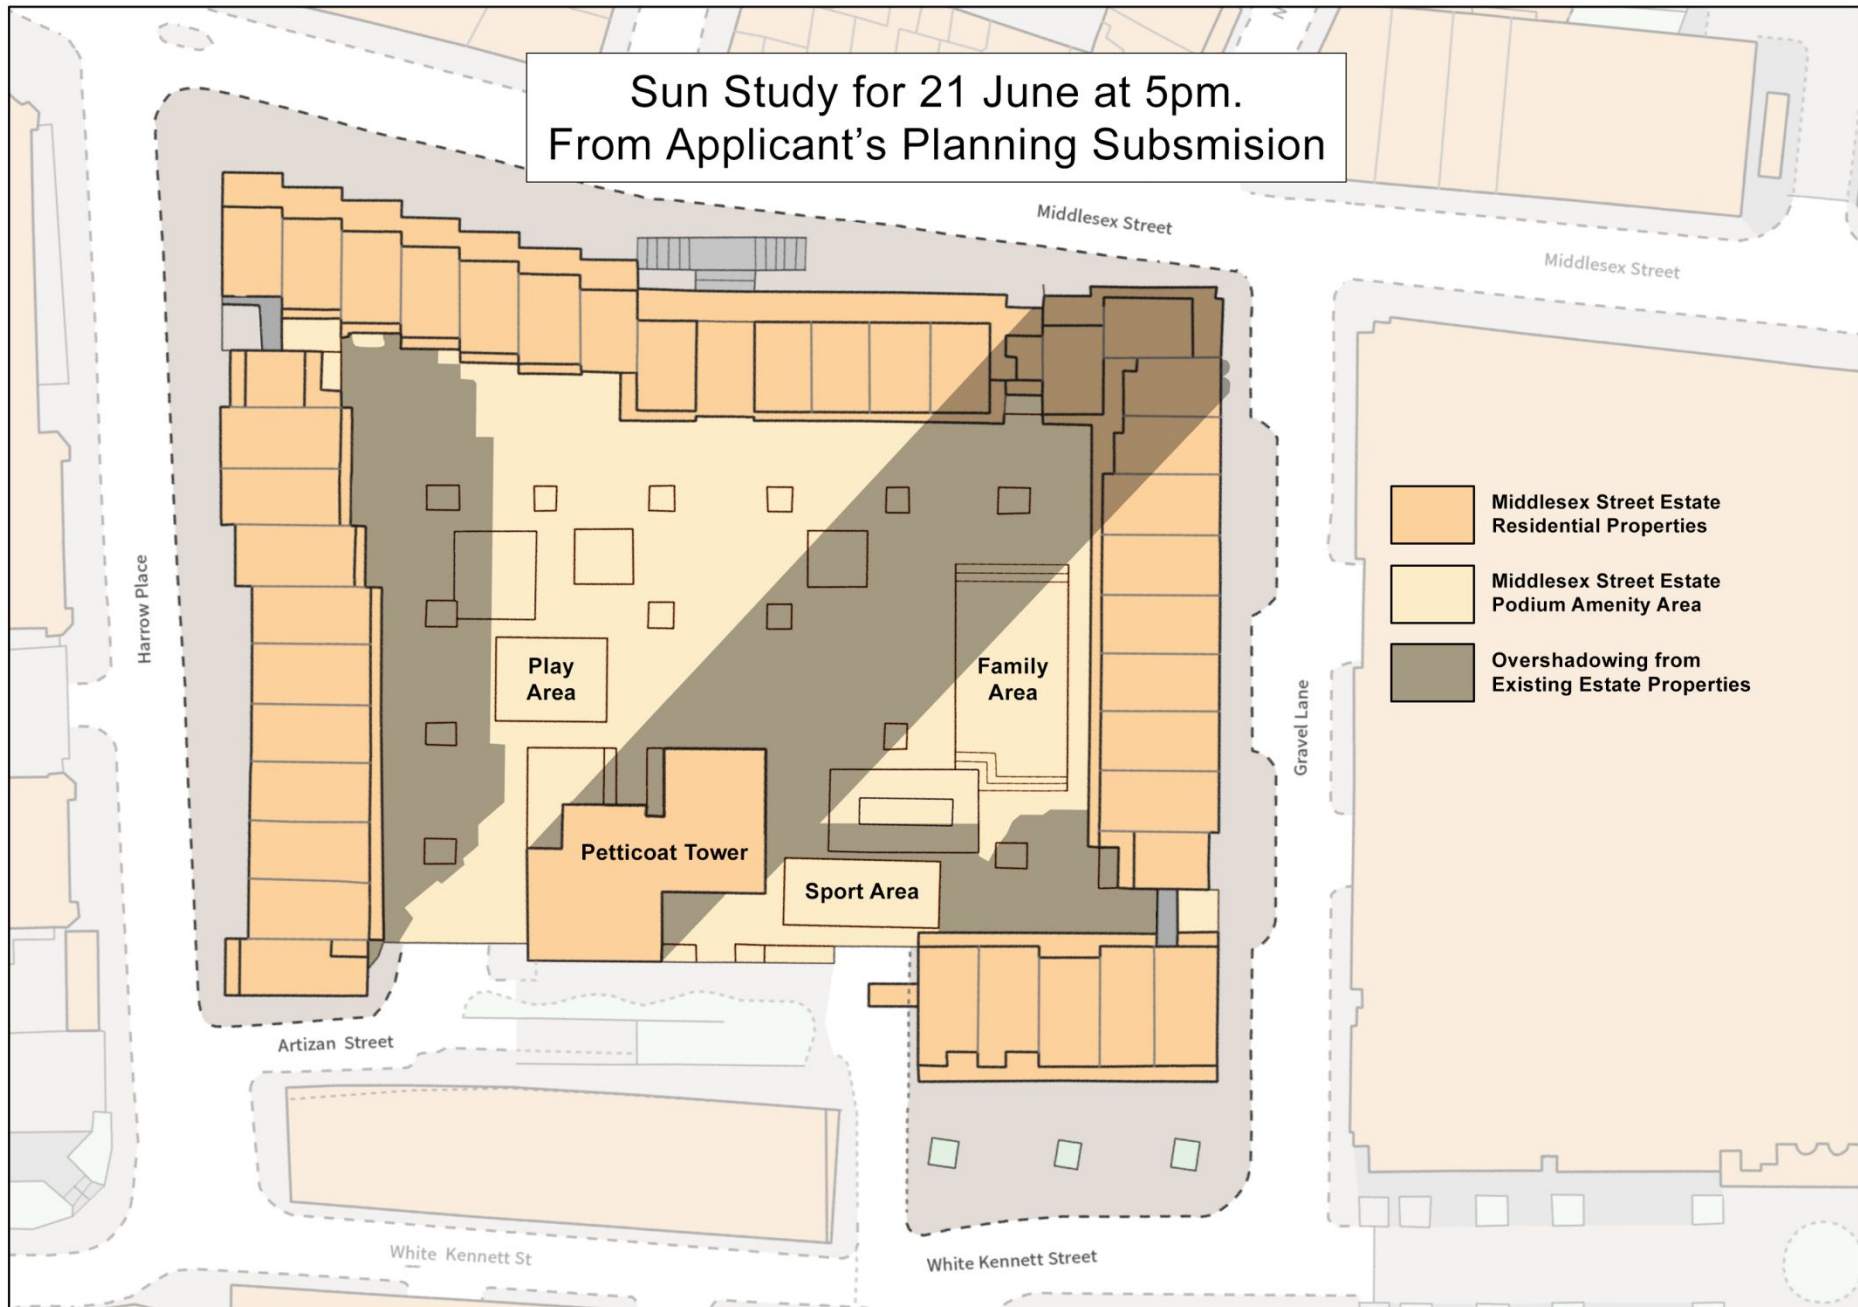 Sun Study for 21 June at 5pm.
From Applicant's Planning Subsmision
Middlesex Street
Middlesex Street
Middlesex Street Estate
Residential Properties
Middlesex Street Estate
Podium Amenity Area
Overshadowing from
Existing Estate Properties
Harrow Place
Play
Area
Family
Area
Gravel Lane
Petticoat Tower
Sport Area
Artizan Street
White Kennett St
White Kennett Street